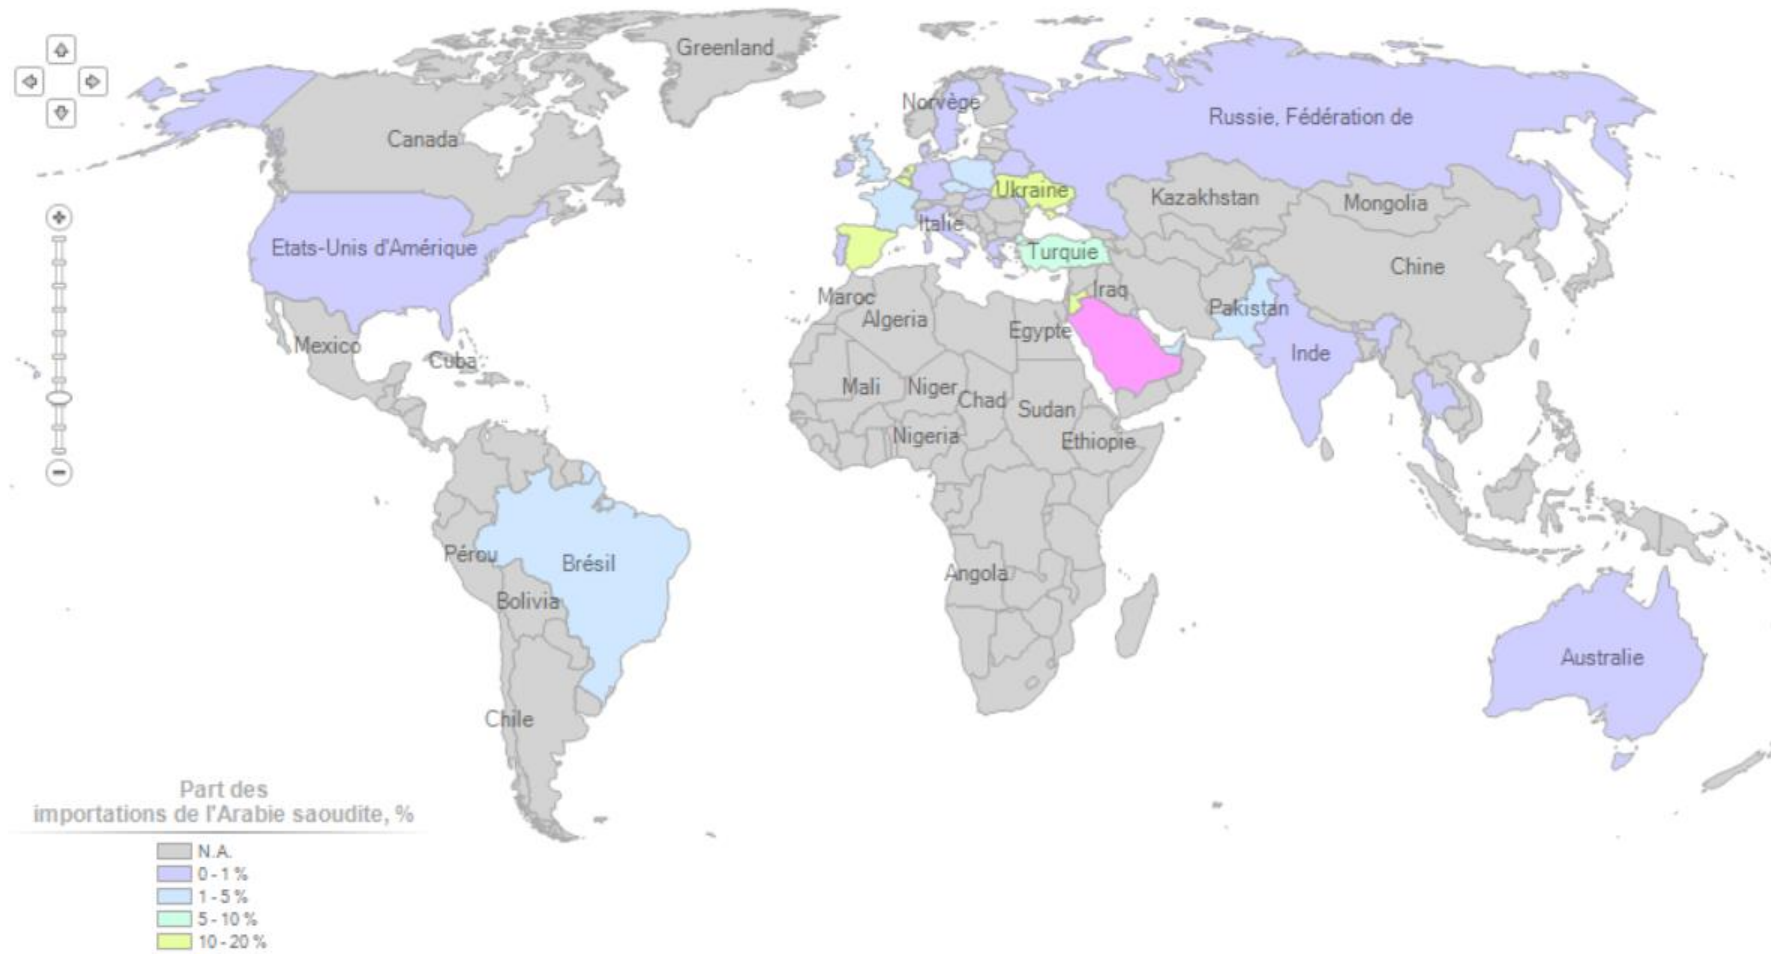 Greenland
Norvège
Russie, Fédération de
Canada
Ukraine
Kazakhstan
Mongolia
Italie
Etats-Unis d'Amérique
Turquie
Chine
Maroc
Iraq
Pakistan
Algeria
Egypte
Mexico
Cuba
Inde
Mali
Niger
Chad
Sudan
Nigeria
Ethiopie
Pérou
Brésil
Angola
Bolivia
Australie
Chile
Part des
importations de l'Arabie saoudite, %
N.A.
0 - 1 %
1 - 5 %
5 - 10 %
10 - 20 %